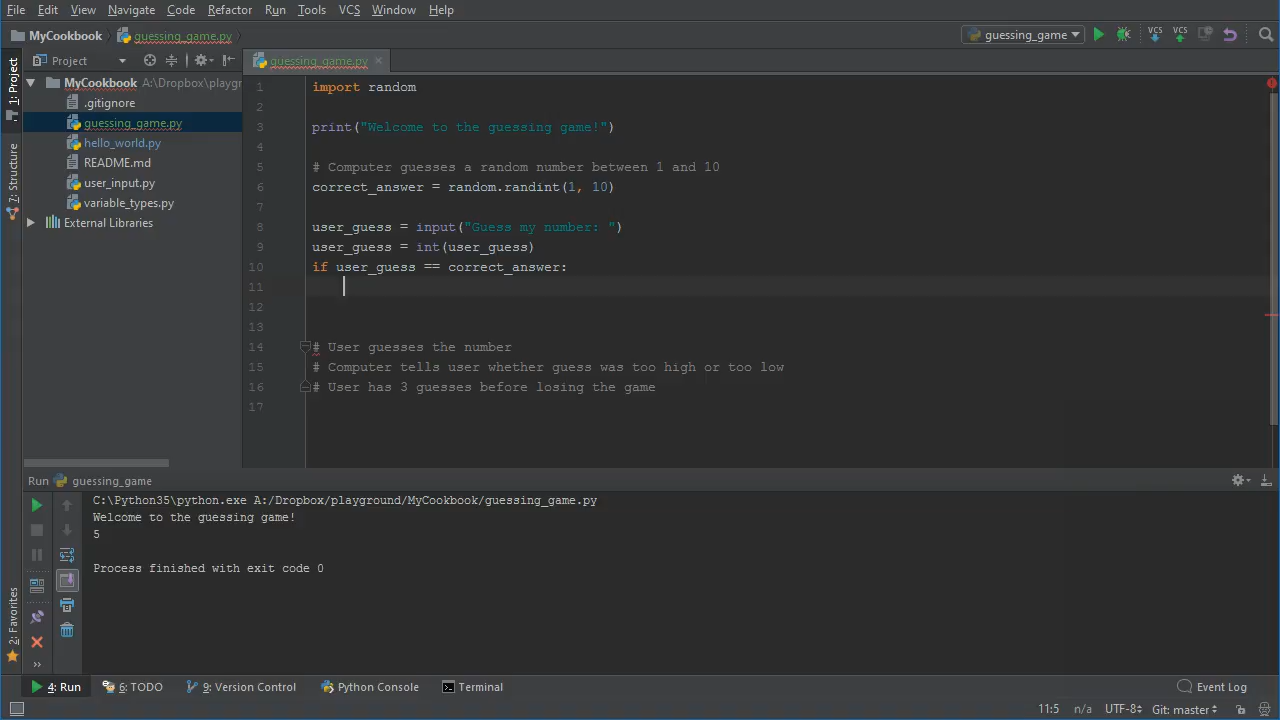 File Edit View Navigate Code Refactor Run Tools VCS Window Help
MyCookbook guessing_game.py
guessing_game VCS VCS
1: Project
7: Structure
2: Favorites
Project
MyCookbook A:\Dropbox\playgr
.gitignore
guessing_game.py
hello_world.py
README.md
user_input.py
variable_types.py
External Libraries
guessing_game.py
1 import random
2
3 print("Welcome to the guessing game!")
4
5 # Computer guesses a random number between 1 and 10
6 correct_answer = random.randint(1, 10)
7
8 user_guess = input("Guess my number: ")
9 user_guess = int(user_guess)
10 if user_guess == correct_answer:
11
12
13
14 # User guesses the number
15 # Computer tells user whether guess was too high or too low
16 # User has 3 guesses before losing the game
17
Run guessing_game
C:\Python35\python.exe A:/Dropbox/playground/MyCookbook/guessing_game.py
Welcome to the guessing game!
5
Process finished with exit code 0
4: Run 6: TODO 9: Version Control Python Console Terminal Event Log
11:5 n/a UTF-8 Git: master